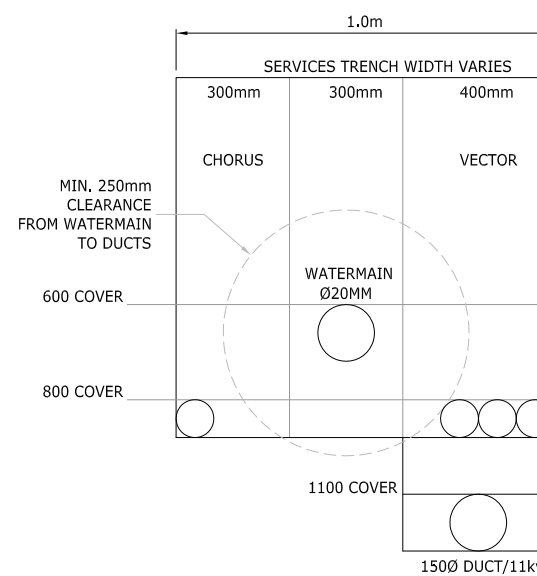 1.0m
SERVICES TRENCH WIDTH VARIES
300mm 300mm 400mm
CHORUS VECTOR
MIN. 250mm
CLEARANCE
FROM WATERMAIN
TO DUCTS
WATERMAIN
Ø20MM
600 COVER
800 COVER
1100 COVER
150Ø DUCT/11kv